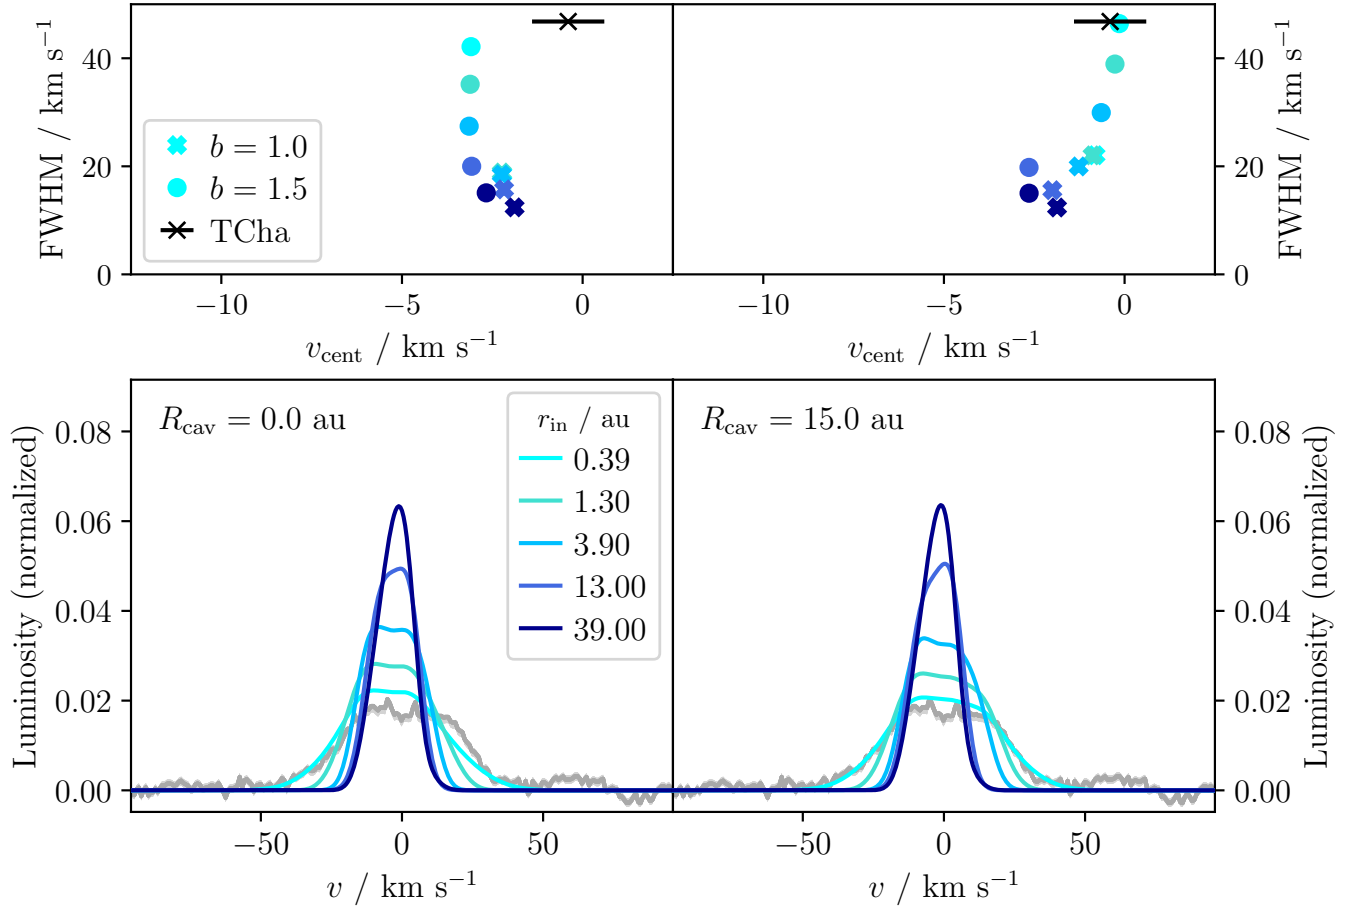 FWHM / km s⁻¹
40
20
0
b = 1.0
b = 1.5
TCha
−10
−5
0
v_cent / km s⁻¹
−10
−5
0
v_cent / km s⁻¹
40
20
0
FWHM / km s⁻¹
Luminosity (normalized)
0.08
0.06
0.04
0.02
0.00
R_cav = 0.0 au
r_in / au
0.39
1.30
3.90
13.00
39.00
−50
0
50
v / km s⁻¹
R_cav = 15.0 au
−50
0
50
v / km s⁻¹
0.08
0.06
0.04
0.02
0.00
Luminosity (normalized)